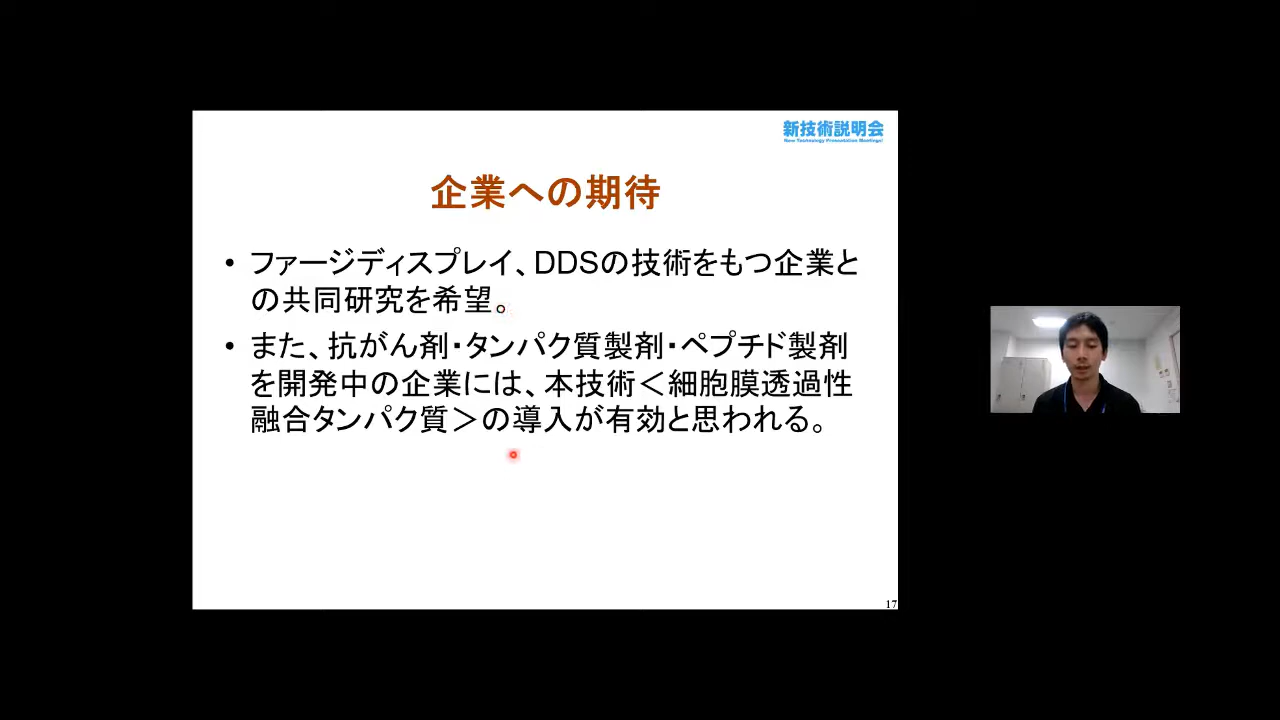 新技術説明会
New Technology Presentation Meetings!
企業への期待
• ファージディスプレイ、DDSの技術をもつ企業と
の共同研究を希望。
• また、抗がん剤・タンパク質製剤・ペプチド製剤
を開発中の企業には、本技術＜細胞膜透過性
融合タンパク質＞の導入が有効と思われる。
17